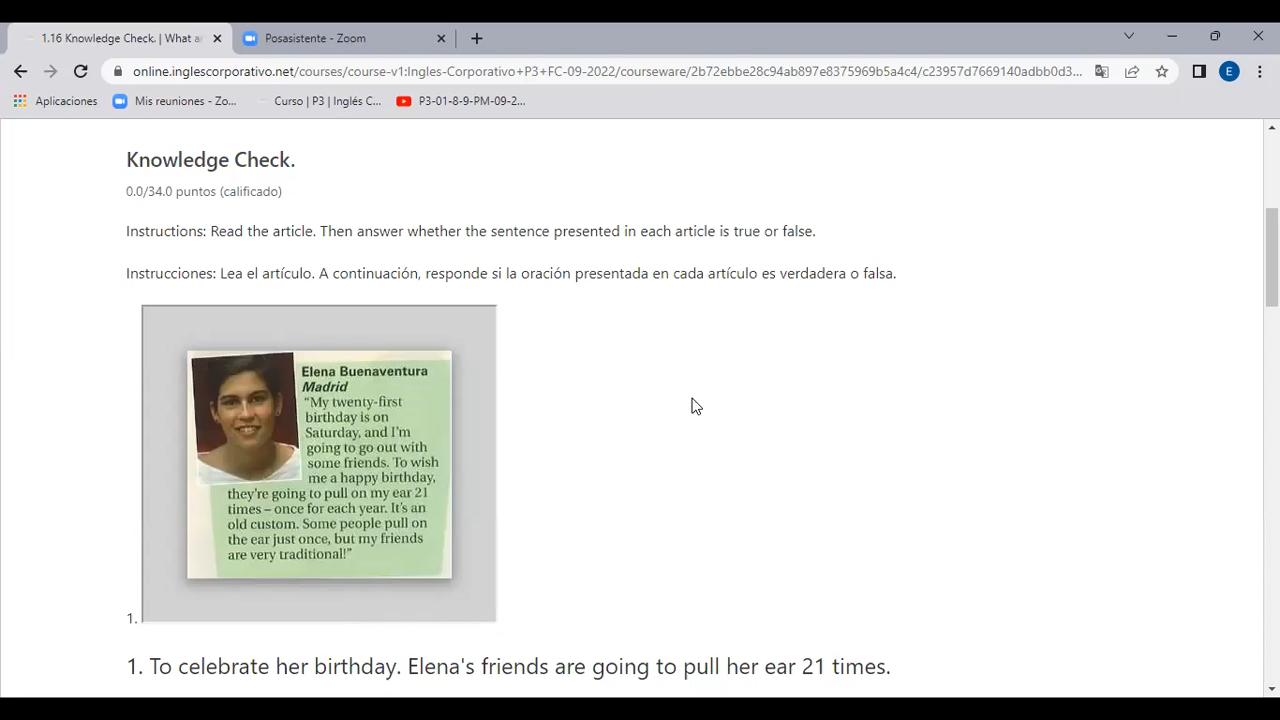 1.16 Knowledge Check. | What a
Posasistente - Zoom
online.inglescorporativo.net/courses/course-v1:Ingles-Corporativo+P3+FC-09-2022/courseware/2b72ebbe28c94ab897e8375969b5a4c4/c23957d7669140adbb0d3...
E
Aplicaciones
Mis reuniones - Zo...
Curso | P3 | Inglés C...
P3-01-8-9-PM-09-2...
Knowledge Check.
0.0/34.0 puntos (calificado)
Instructions: Read the article. Then answer whether the sentence presented in each article is true or false.
Instrucciones: Lea el artículo. A continuación, responde si la oración presentada en cada artículo es verdadera o falsa.
Elena Buenaventura
Madrid
"My twenty-first
birthday is on
Saturday, and I'm
going to go out with
some friends. To wish
me a happy birthday,
they're going to pull on my ear 21
times – once for each year. It's an
old custom. Some people pull on
the ear just once, but my friends
are very traditional!"
1.
1. To celebrate her birthday. Elena's friends are going to pull her ear 21 times.